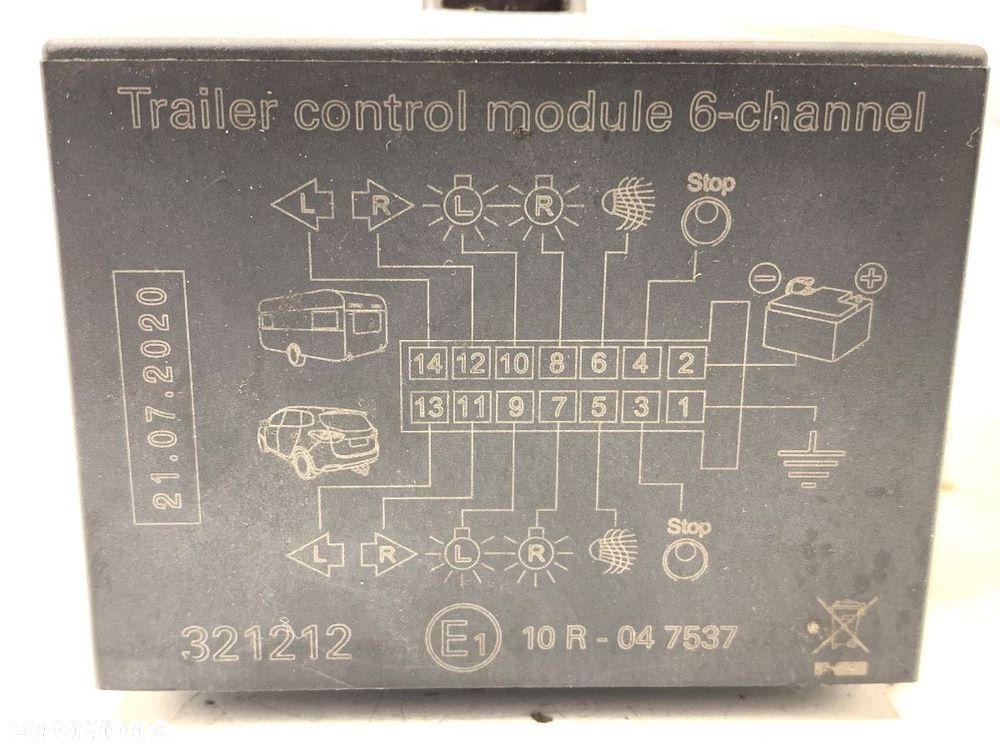 Trailer control module 6-channel
L R L R Stop
21.07.2020
- +
14 12 10 8 6 4 2
13 11 9 7 5 3 1
L R L R Stop
321212 E1 10 R - 04 7537
OTOMOTO